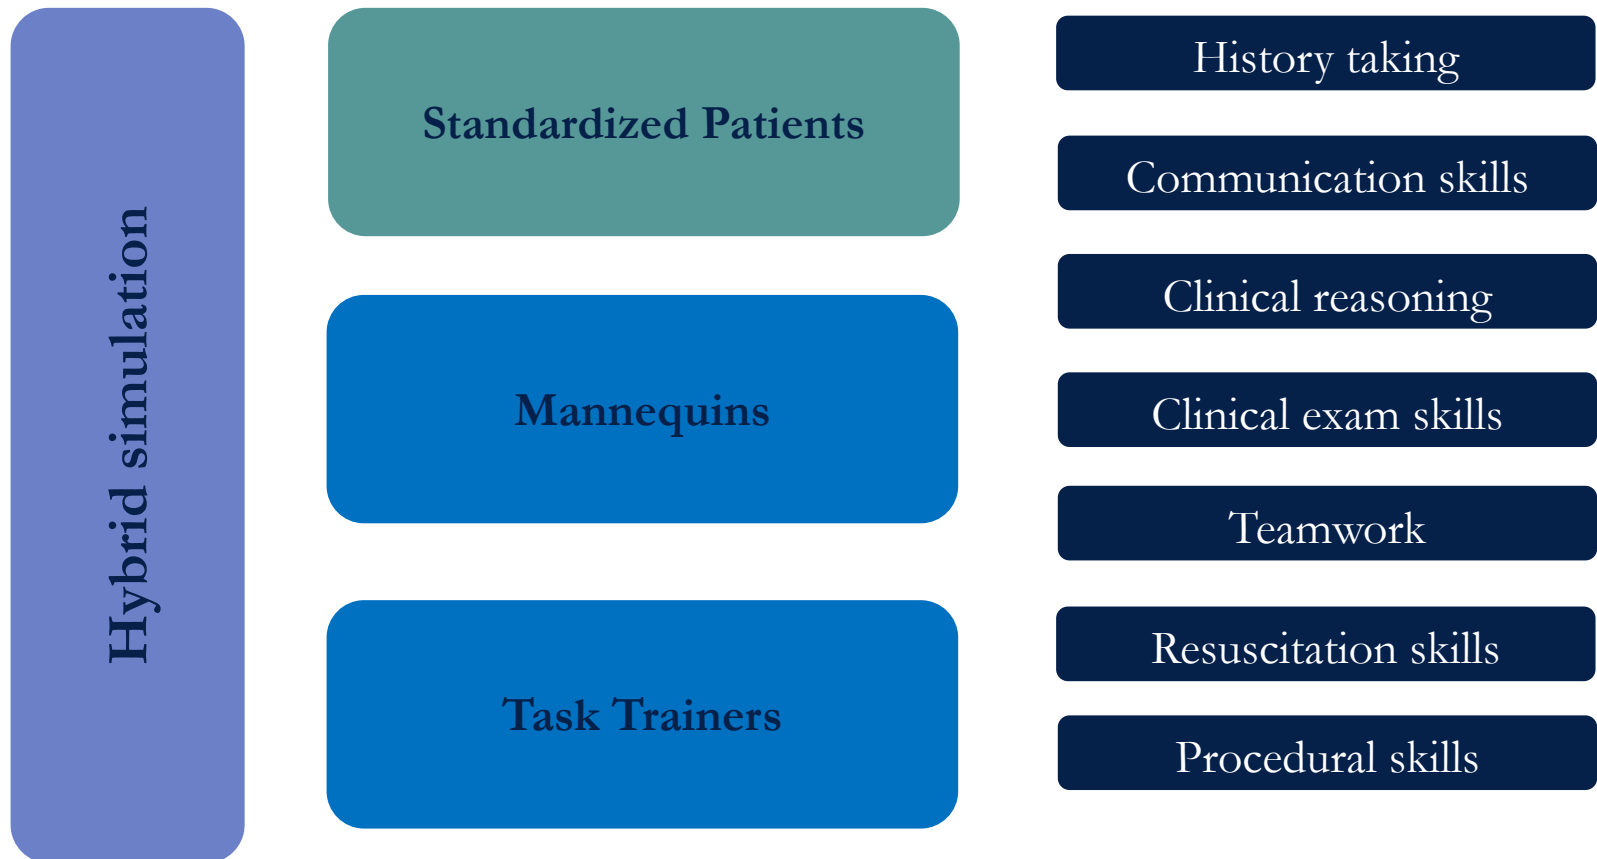 Hybrid simulation
Standardized Patients
Mannequins
Task Trainers
History taking
Communication skills
Clinical reasoning
Clinical exam skills
Teamwork
Resuscitation skills
Procedural skills